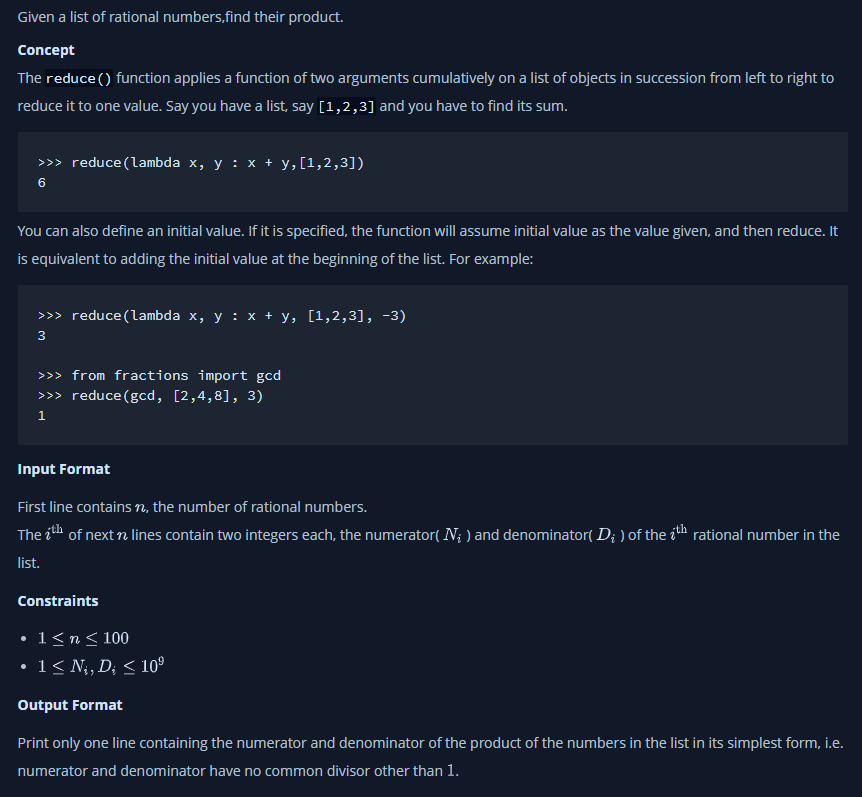 Given a list of rational numbers,find their product.
Concept
The reduce() function applies a function of two arguments cumulatively on a list of objects in succession from left to right to
reduce it to one value. Say you have a list, say [1,2,3] and you have to find its sum.
>>> reduce(lambda x, y : x + y,[1,2,3])
6
You can also define an initial value. If it is specified, the function will assume initial value as the value given, and then reduce. It
is equivalent to adding the initial value at the beginning of the list. For example:
>>> reduce(lambda x, y : x + y, [1,2,3], -3)
3
>>> from fractions import gcd
>>> reduce(gcd, [2,4,8], 3)
1
Input Format
First line contains n, the number of rational numbers.
The i^th of next n lines contain two integers each, the numerator( N_i ) and denominator( D_i ) of the i^th rational number in the
list.
Constraints
• 1 ≤ n ≤ 100
• 1 ≤ N_i, D_i ≤ 10^9
Output Format
Print only one line containing the numerator and denominator of the product of the numbers in the list in its simplest form, i.e.
numerator and denominator have no common divisor other than 1.